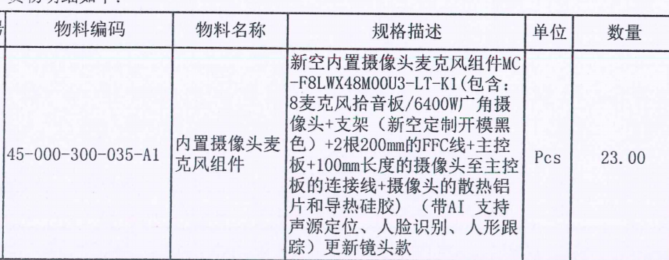 物料编码 物料名称 规格描述 单位 数量
新空内置摄像头麦克风组件MC
-F8LWX48M00U3-LT-K1(包含:
8麦克风拾音板/6400W广角摄
像头+支架（新空定制开模黑
45-000-300-035-A1 内置摄像头麦 色）+2根200mm的FFC线+主控 Pcs 23.00
克风组件 板+100mm长度的摄像头至主控
板的连接线+摄像头的散热铝
片和导热硅胶）（带AI 支持
声源定位、人脸识别、人形跟
踪）更新镜头款